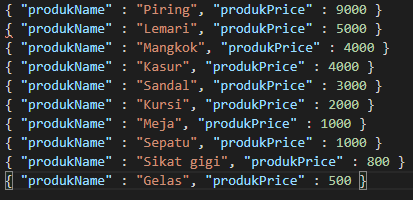 { "produkName" : "Piring", "produkPrice" : 9000 }
{ "produkName" : "Lemari", "produkPrice" : 5000 }
{ "produkName" : "Mangkok", "produkPrice" : 4000 }
{ "produkName" : "Kasur", "produkPrice" : 4000 }
{ "produkName" : "Sandal", "produkPrice" : 3000 }
{ "produkName" : "Kursi", "produkPrice" : 2000 }
{ "produkName" : "Meja", "produkPrice" : 1000 }
{ "produkName" : "Sepatu", "produkPrice" : 1000 }
{ "produkName" : "Sikat gigi", "produkPrice" : 800 }
{ "produkName" : "Gelas", "produkPrice" : 500 }